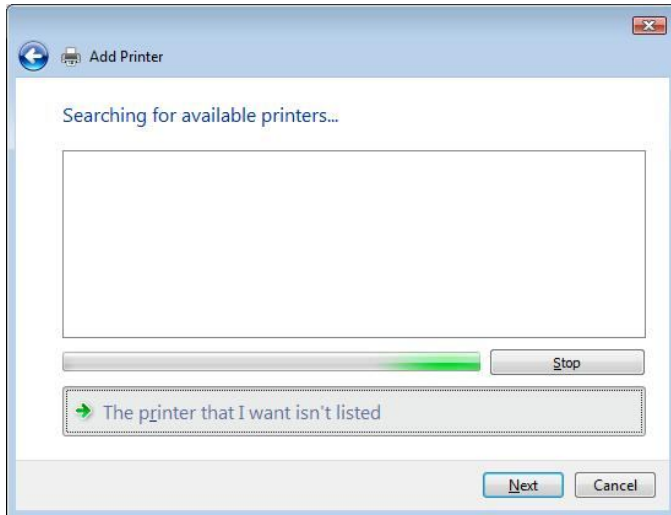 Add Printer
Searching for available printers...
Stop
The printer that I want isn't listed
Next
Cancel